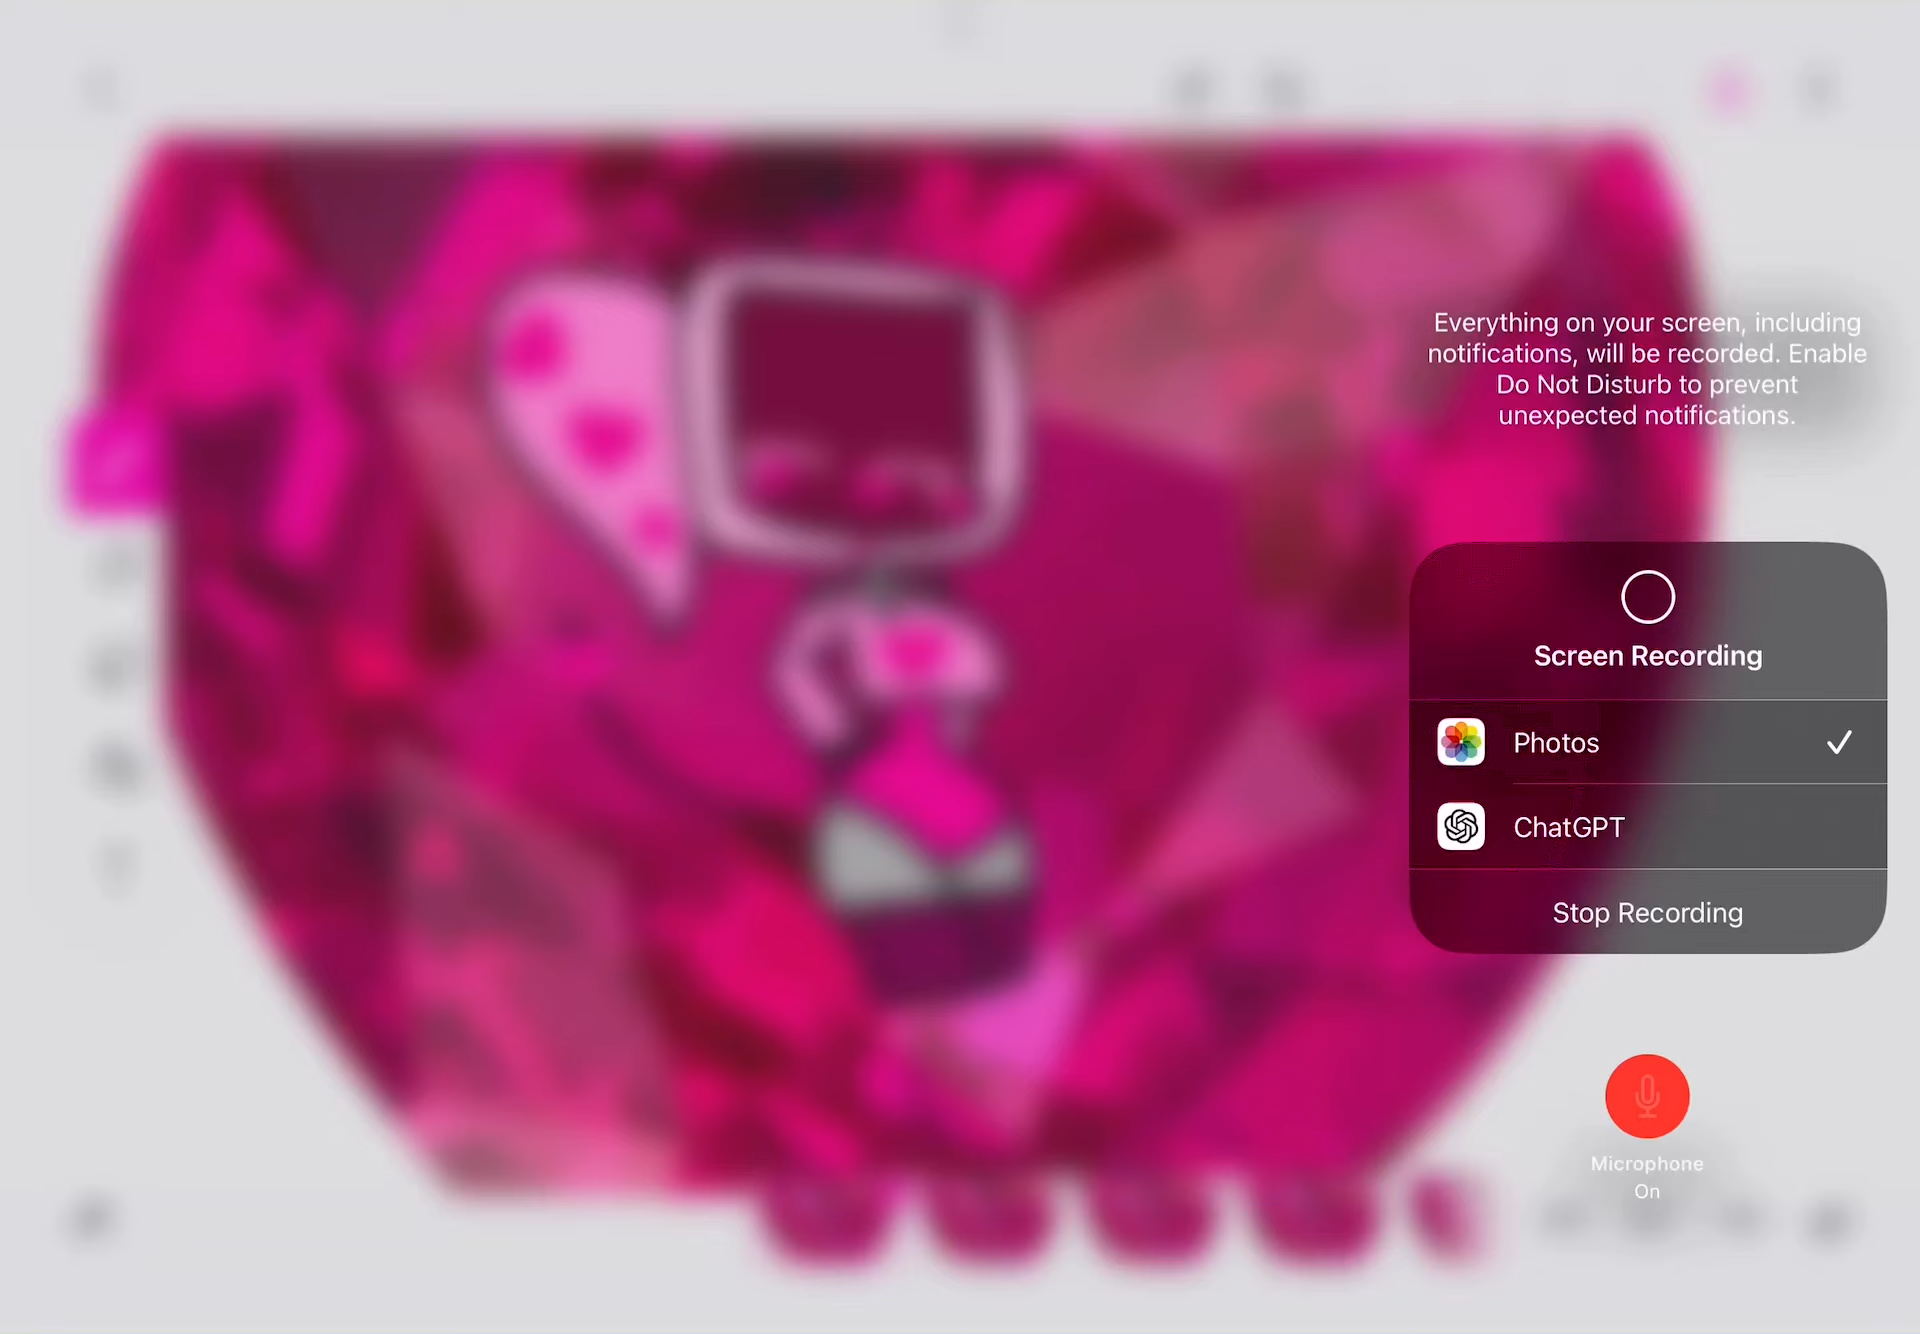 Everything on your screen, including
notifications, will be recorded. Enable
Do Not Disturb to prevent
unexpected notifications.
Screen Recording
Photos
ChatGPT
Stop Recording
Microphone
On